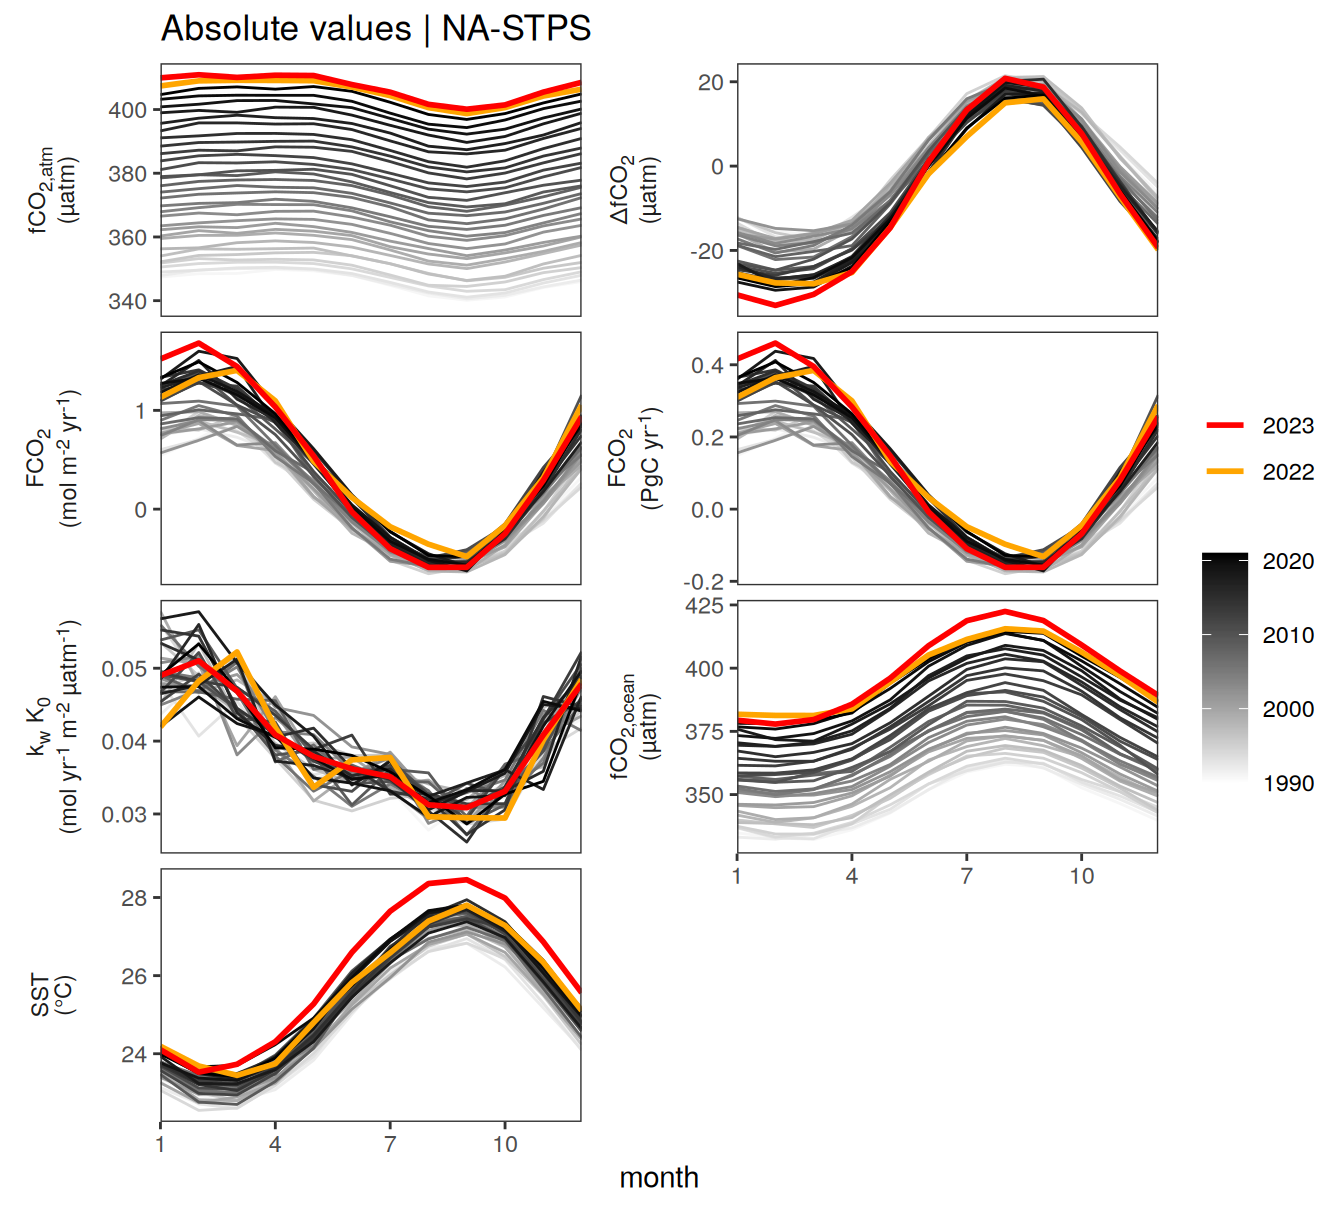 Absolute values | NA-STPS
fCO2,atm
(µatm)
400
380
360
340
ΔfCO2
(µatm)
20
0
-20
FCO2
(mol m-2 yr-1)
1
0
FCO2
(PgC yr-1)
0.4
0.2
0.0
-0.2
kw K0
(mol yr-1 m-2 µatm-1)
0.05
0.04
0.03
fCO2,ocean
(µatm)
425
400
375
350
1 4 7 10
SST
(°C)
28
26
24
1 4 7 10
month
2023
2022
2020
2010
2000
1990